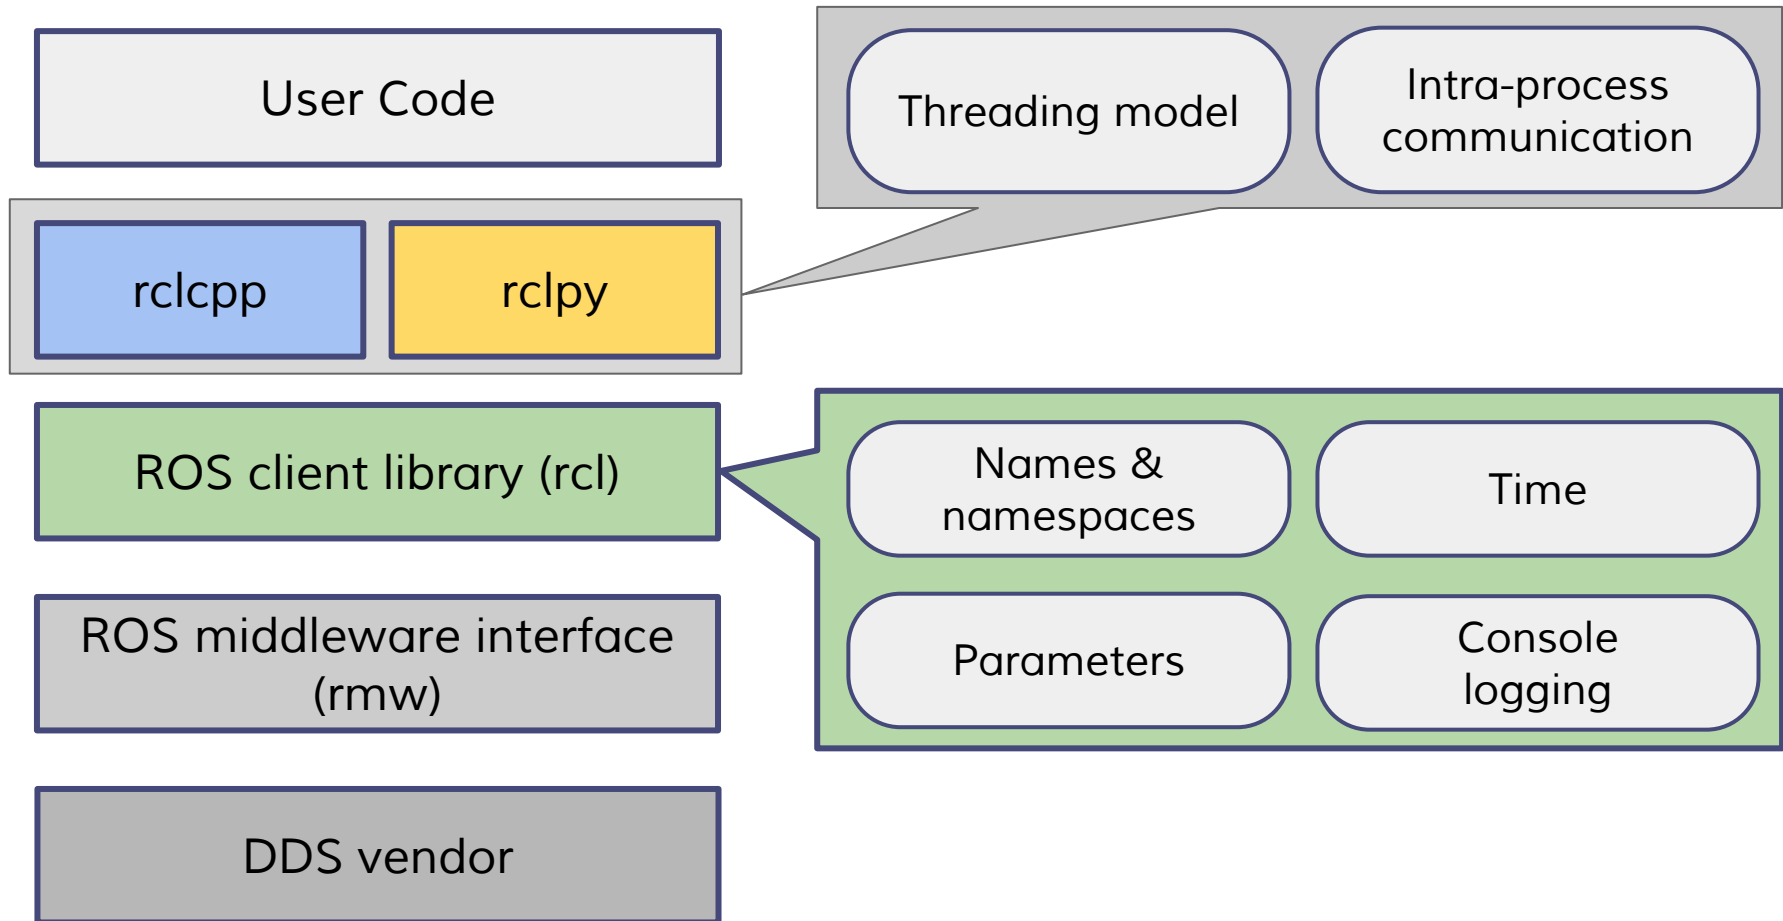 User Code
Threading model
Intra-process
communication
rclcpp
rclpy
ROS client library (rcl)
Names &
namespaces
Time
Parameters
Console
logging
ROS middleware interface
(rmw)
DDS vendor